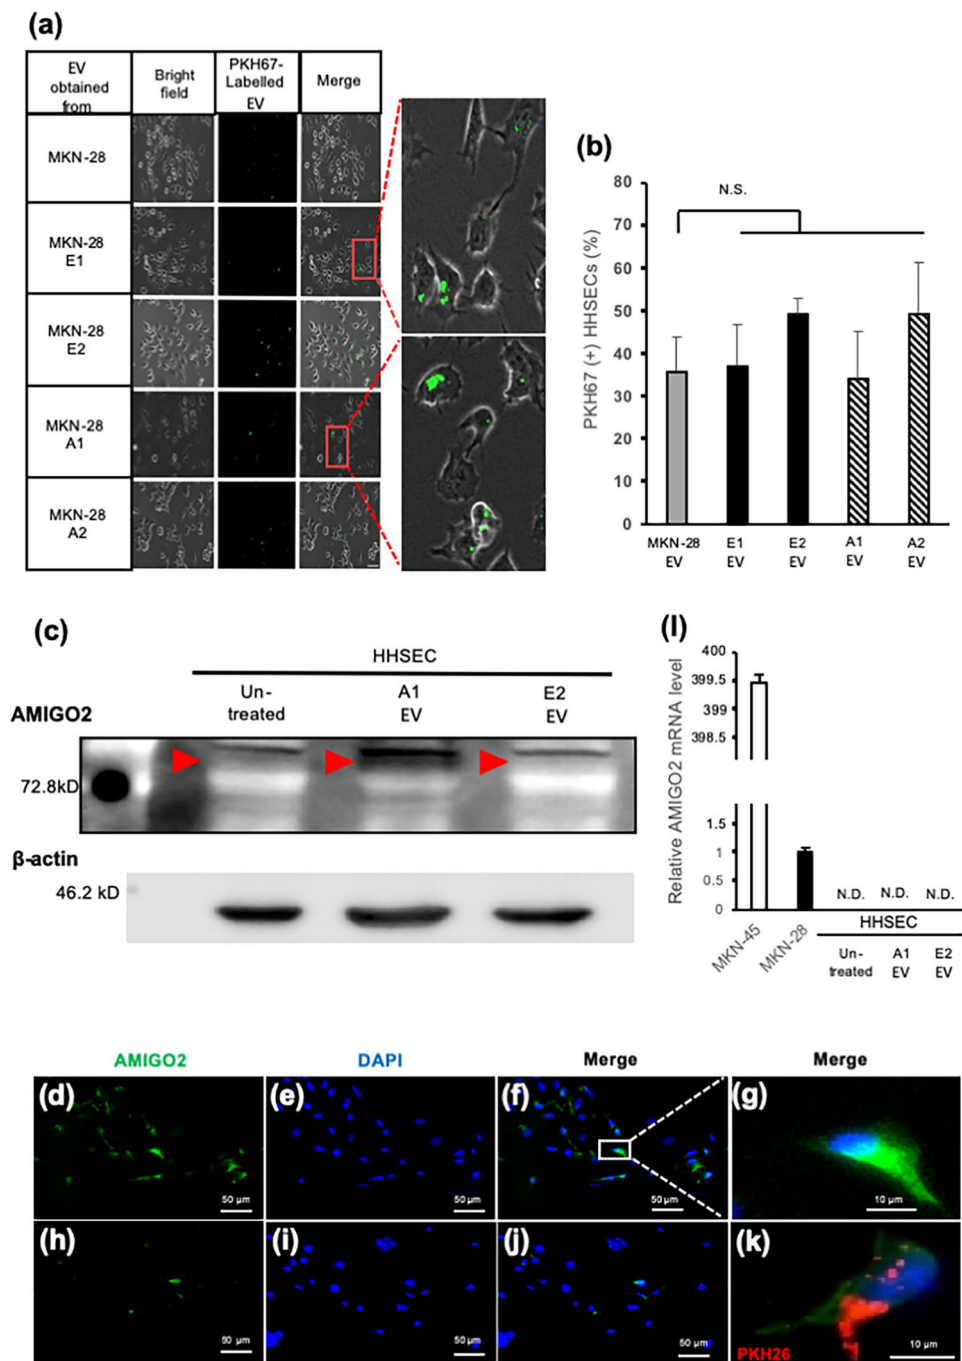 (a)
EV
obtained
from
Bright
field
PKH67-
Labelled
EV
Merge
MKN-28
MKN-28
E1
MKN-28
E2
MKN-28
A1
MKN-28
A2
(b)
PKH67 (+) HHSECs (%)
80
70
60
50
40
30
20
10
0
N.S.
MKN-28
EV
E1
EV
E2
EV
A1
EV
A2
EV
(c)
HHSEC
Un-
treated
A1
EV
E2
EV
AMIGO2
72.8kD
β-actin
46.2 kD
(l)
Relative AMIGO2 mRNA level
400
399.5
399
398.5
1.5
1
0.5
0
N.D.
N.D.
N.D.
MKN-45
MKN-28
HHSEC
Un-
treated
A1
EV
E2
EV
AMIGO2
DAPI
Merge
Merge
(d)
50 µm
(e)
50 µm
(f)
50 µm
(g)
10 µm
(h)
50 µm
(i)
50 µm
(j)
50 µm
(k)
PKH26
10 µm